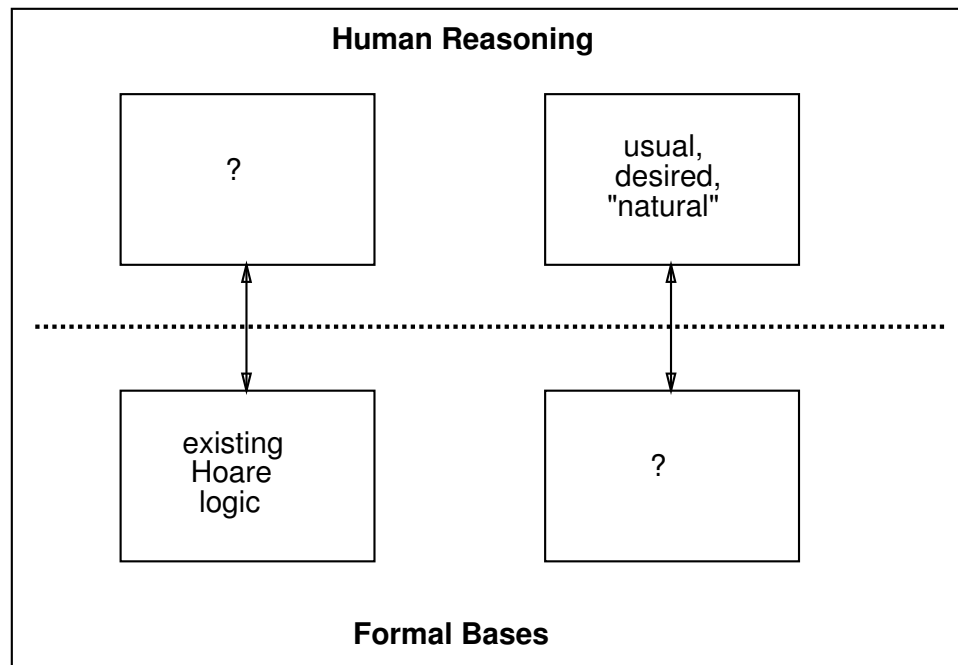 Human Reasoning
?
usual,
desired,
"natural"
existing
Hoare
logic
?
Formal Bases